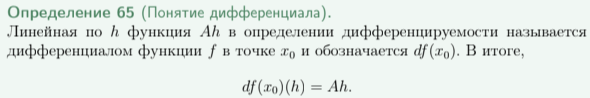 Определение 65 (Понятие дифференциала).
Линейная по h функция Ah в определении дифференцируемости называется
дифференциалом функции f в точке x₀ и обозначается df(x₀). В итоге,
df(x₀)(h) = Ah.